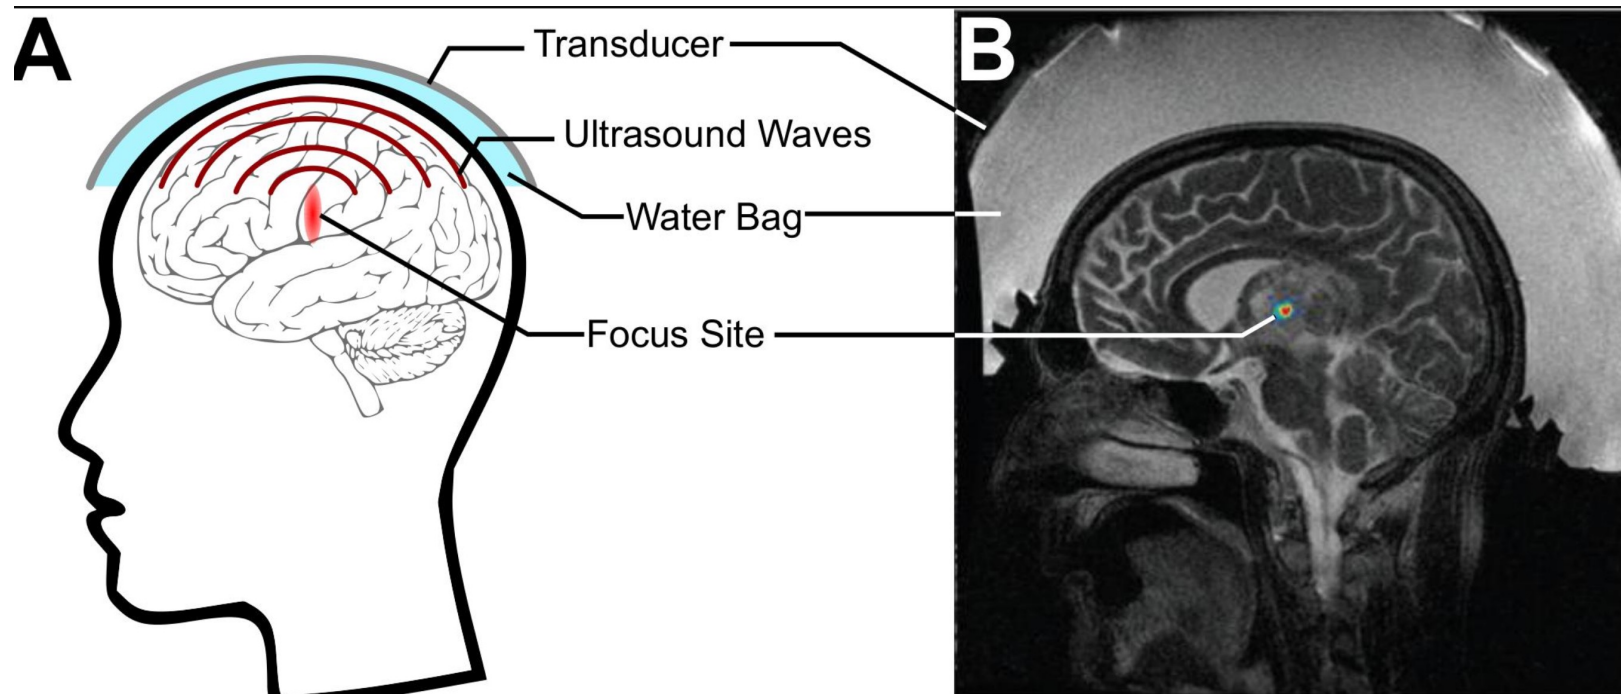 A
B
Transducer
Ultrasound Waves
Water Bag
Focus Site